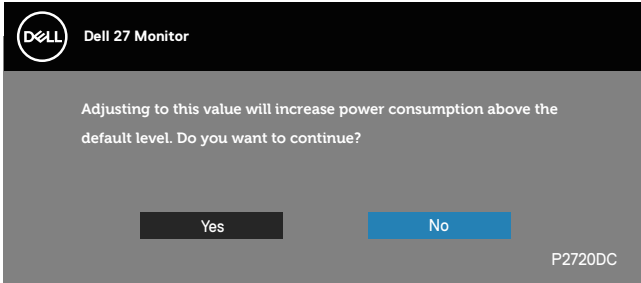 DELL
Dell 27 Monitor
Adjusting to this value will increase power consumption above the
default level. Do you want to continue?
Yes
No
P2720DC